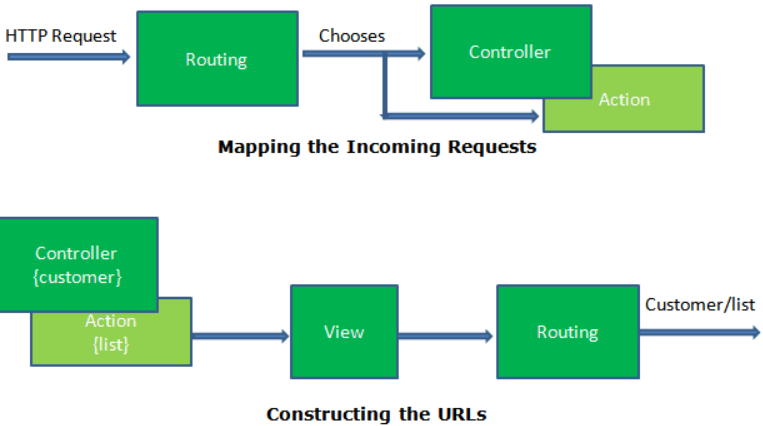 HTTP Request
Routing
Chooses
Controller
Action
Mapping the Incoming Requests
Controller
{customer}
Action
{list}
View
Routing
Customer/list
Constructing the URLs